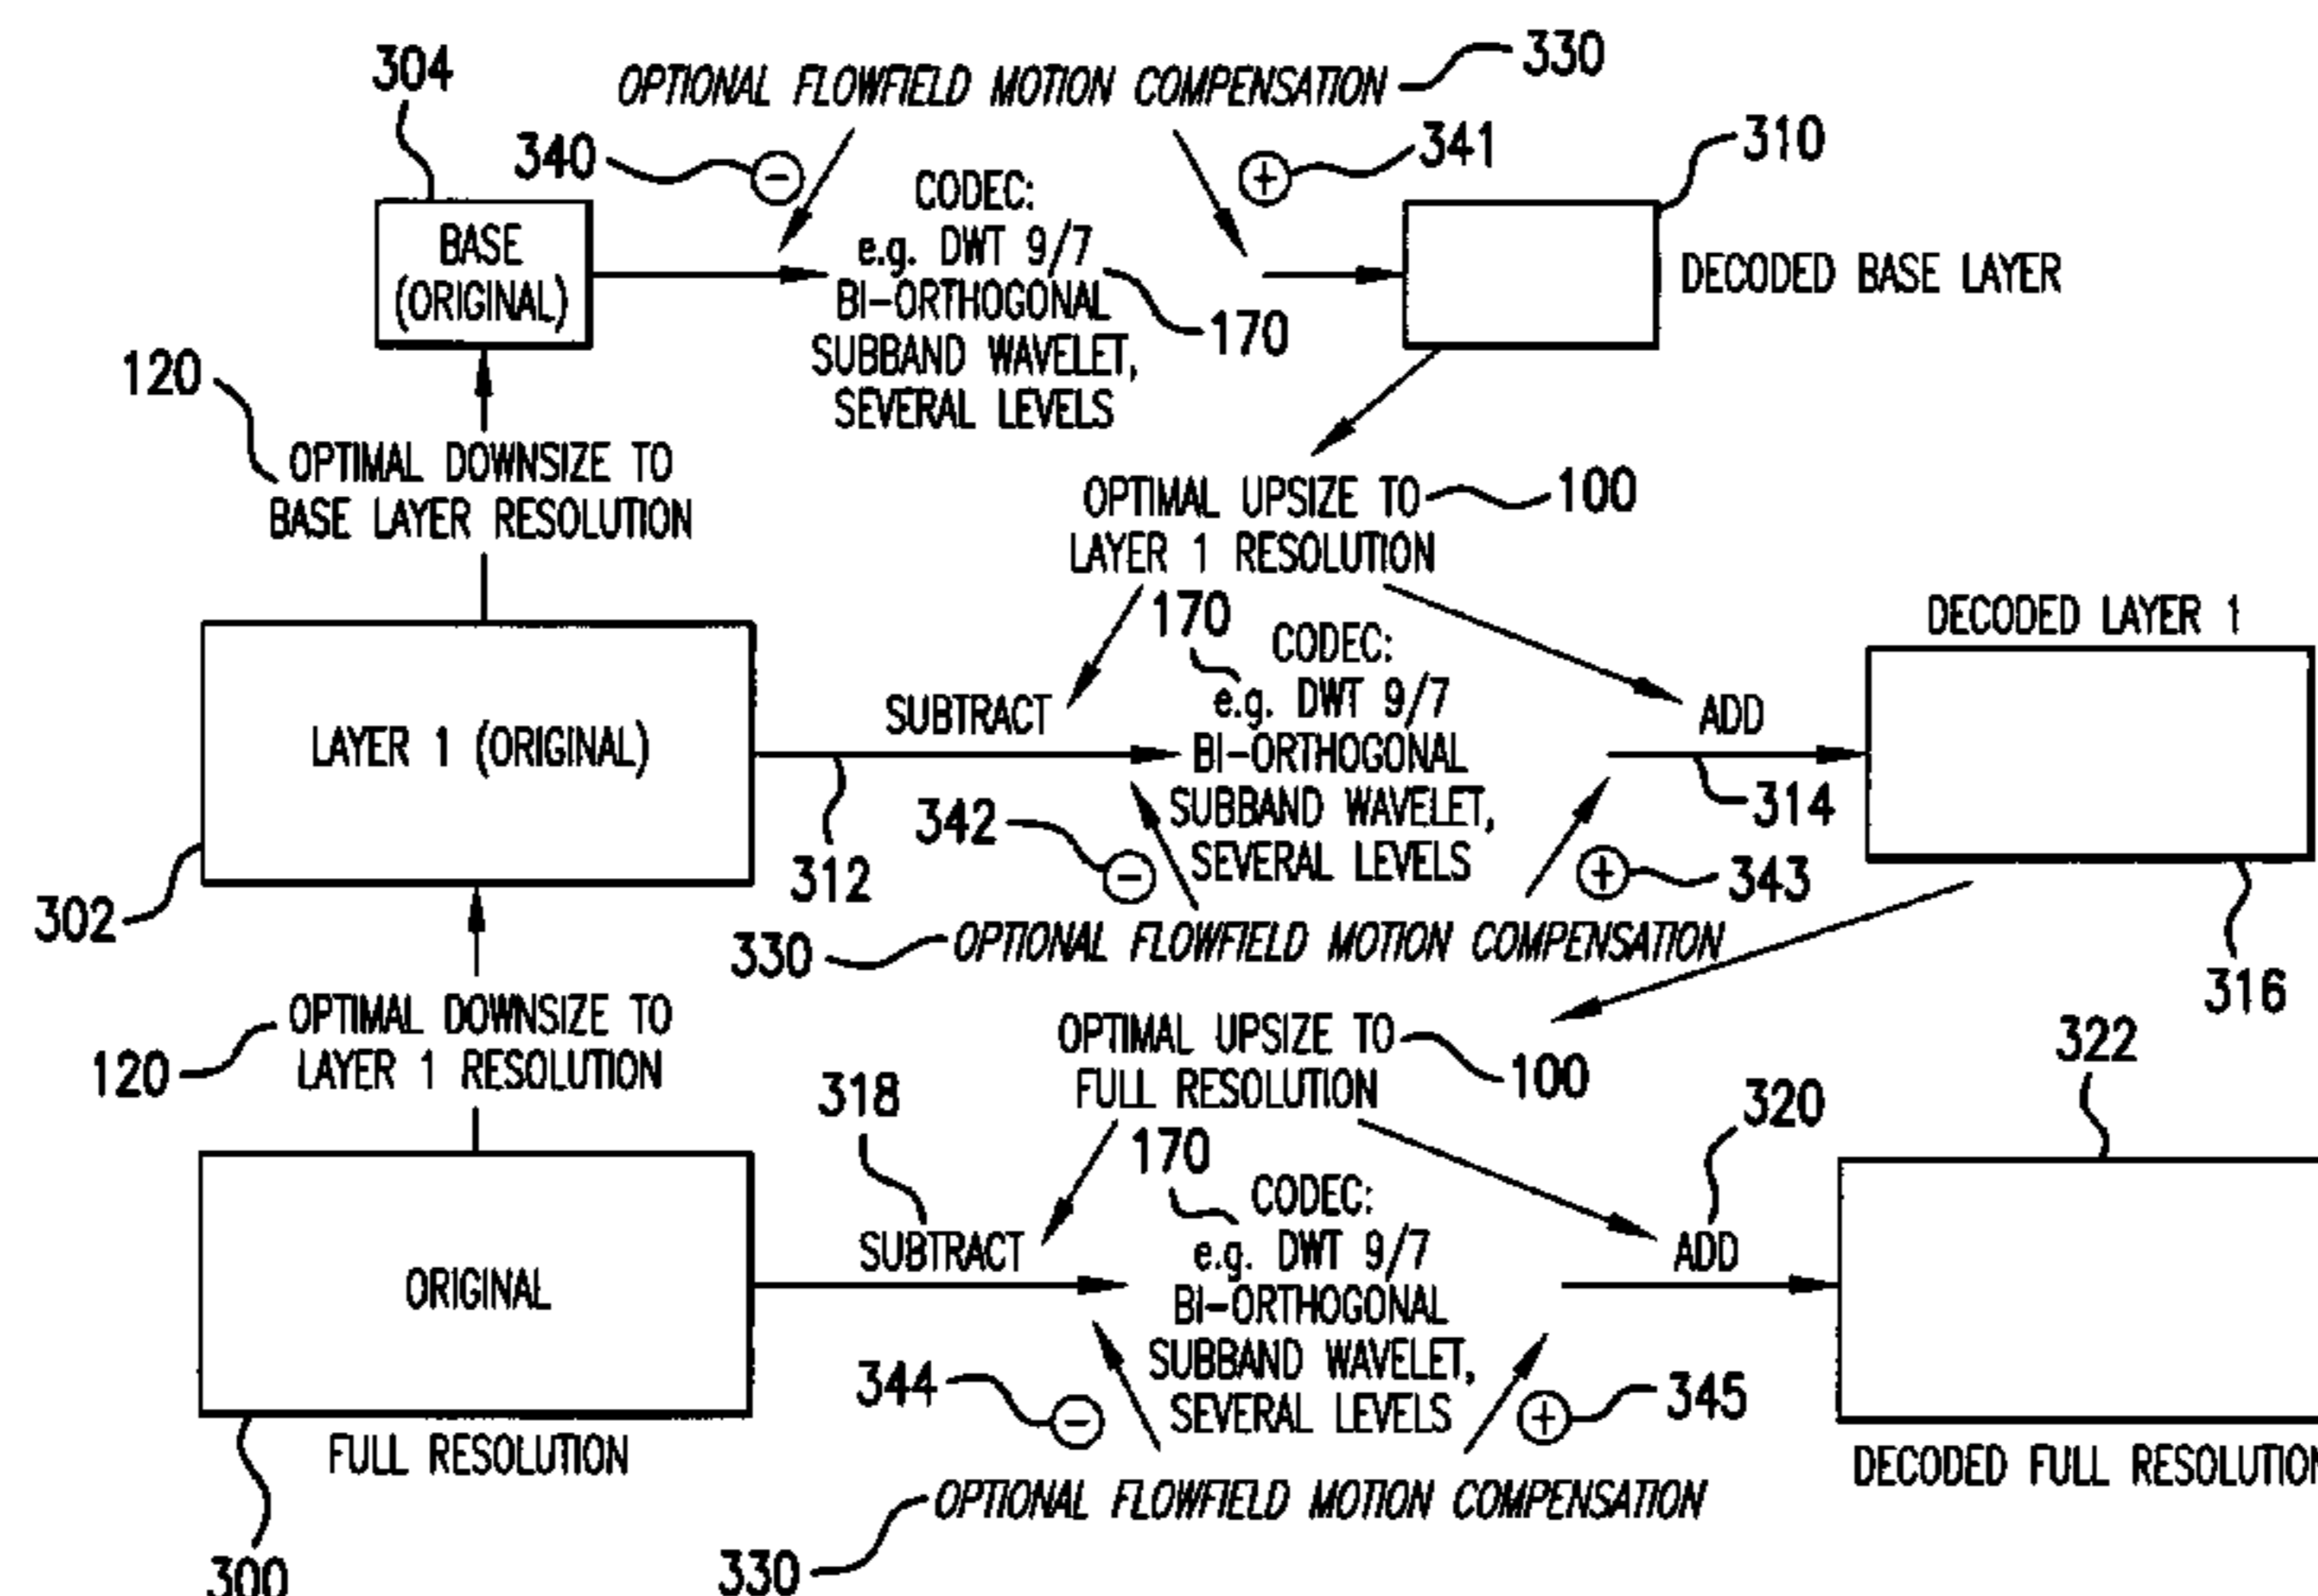 304
OPTIONAL FLOWFIELD MOTION COMPENSATION
330
340
−
+
341
310
BASE
(ORIGINAL)
CODEC:
e.g. DWT 9/7
BI-ORTHOGONAL
SUBBAND WAVELET,
SEVERAL LEVELS
170
DECODED BASE LAYER
120
OPTIMAL DOWNSIZE TO
BASE LAYER RESOLUTION
OPTIMAL UPSIZE TO
LAYER 1 RESOLUTION
100
170
LAYER 1 (ORIGINAL)
302
SUBTRACT
312
CODEC:
e.g. DWT 9/7
BI-ORTHOGONAL
SUBBAND WAVELET,
SEVERAL LEVELS
ADD
314
DECODED LAYER 1
316
342
−
+
343
330
OPTIONAL FLOWFIELD MOTION COMPENSATION
120
OPTIMAL DOWNSIZE TO
LAYER 1 RESOLUTION
OPTIMAL UPSIZE TO
FULL RESOLUTION
100
318
170
320
322
ORIGINAL
SUBTRACT
CODEC:
e.g. DWT 9/7
BI-ORTHOGONAL
SUBBAND WAVELET,
SEVERAL LEVELS
ADD
344
−
+
345
FULL RESOLUTION
DECODED FULL RESOLUTION
300
330
OPTIONAL FLOWFIELD MOTION COMPENSATION